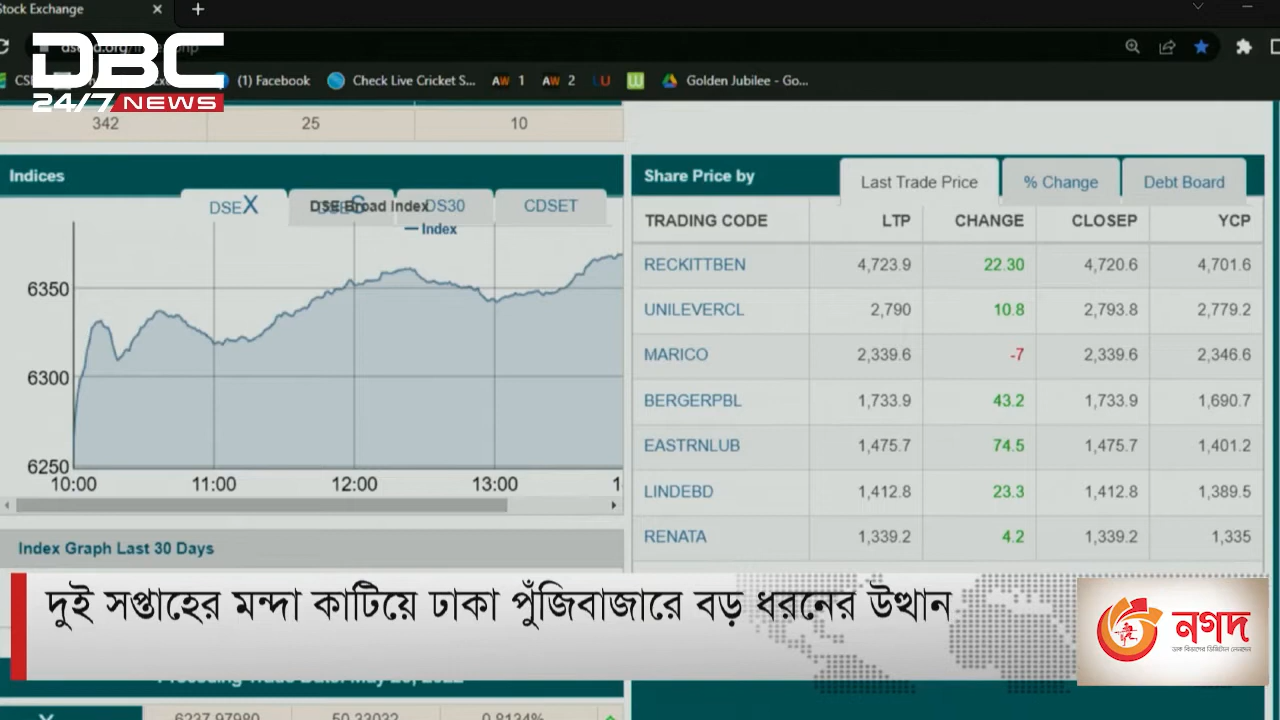 Stock Exchange
DBC
24/7 NEWS
(1) Facebook
Check Live Cricket S...
AW 1
AW 2
Golden Jubilee - Go...
342 25 10
Indices
DSEX
DS30
CDSET
DSE Broad Index
Index
6350
6300
6250
10:00 11:00 12:00 13:00
Index Graph Last 30 Days
Share Price by
Last Trade Price
% Change
Debt Board
TRADING CODE LTP CHANGE CLOSEP YCP
RECKITTBEN 4,723.9 22.30 4,720.6 4,701.6
UNILEVERCL 2,790 10.8 2,793.8 2,779.2
MARICO 2,339.6 -7 2,339.6 2,346.6
BERGERPBL 1,733.9 43.2 1,733.9 1,690.7
EASTRNLUB 1,475.7 74.5 1,475.7 1,401.2
LINDEBD 1,412.8 23.3 1,412.8 1,389.5
RENATA 1,339.2 4.2 1,339.2 1,335
দুই সপ্তাহের মন্দা কাটিয়ে ঢাকা পুঁজিবাজারে বড় ধরনের উত্থান
নগদ
ডাক বিভাগের ডিজিটাল লেনদেন
6237.97980 50.33032 0.8134%